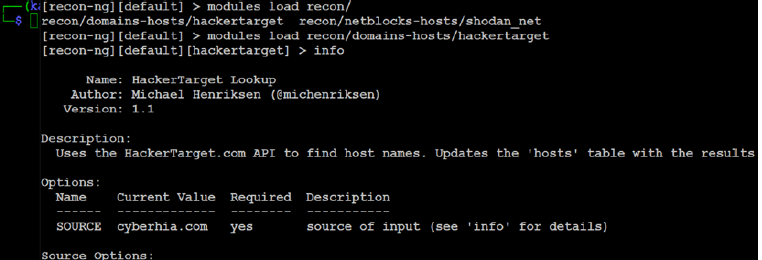 (ka
$
[recon-ng][default] > modules load recon/
recon/domains-hosts/hackertarget recon/netblocks-hosts/shodan_net
[recon-ng][default] > modules load recon/domains-hosts/hackertarget
[recon-ng][default][hackertarget] > info
Name: HackerTarget Lookup
Author: Michael Henriksen (@michenriksen)
Version: 1.1
Description:
Uses the HackerTarget.com API to find host names. Updates the 'hosts' table with the results
Options:
Name Current Value Required Description
------ ------------- -------- -----------
SOURCE cyberhia.com yes source of input (see 'info' for details)
Source Options: